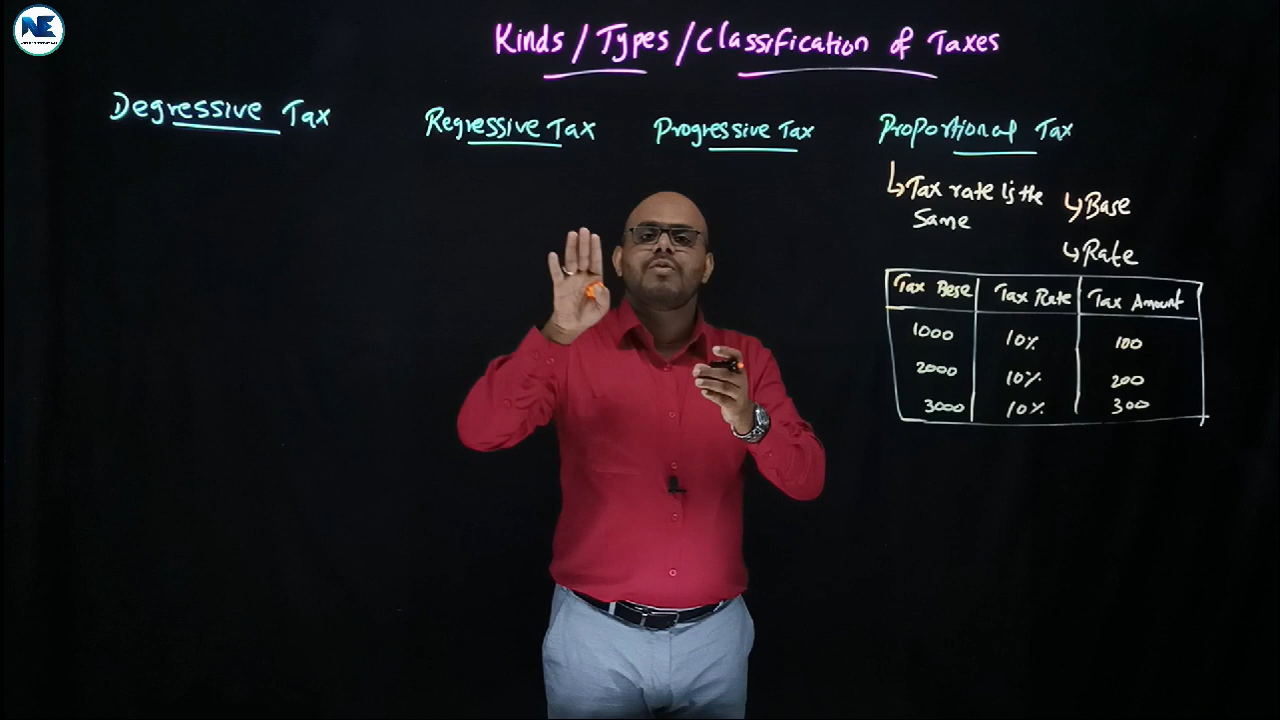 NE
Kinds / Types / Classification of Taxes
Degressive Tax
Regressive Tax
Progressive Tax
Proportional Tax
↳ Tax rate is the
Same
↳ Base
↳ Rate
Tax Base Tax Rate Tax Amount
1000 10% 100
2000 10% 200
3000 10% 300